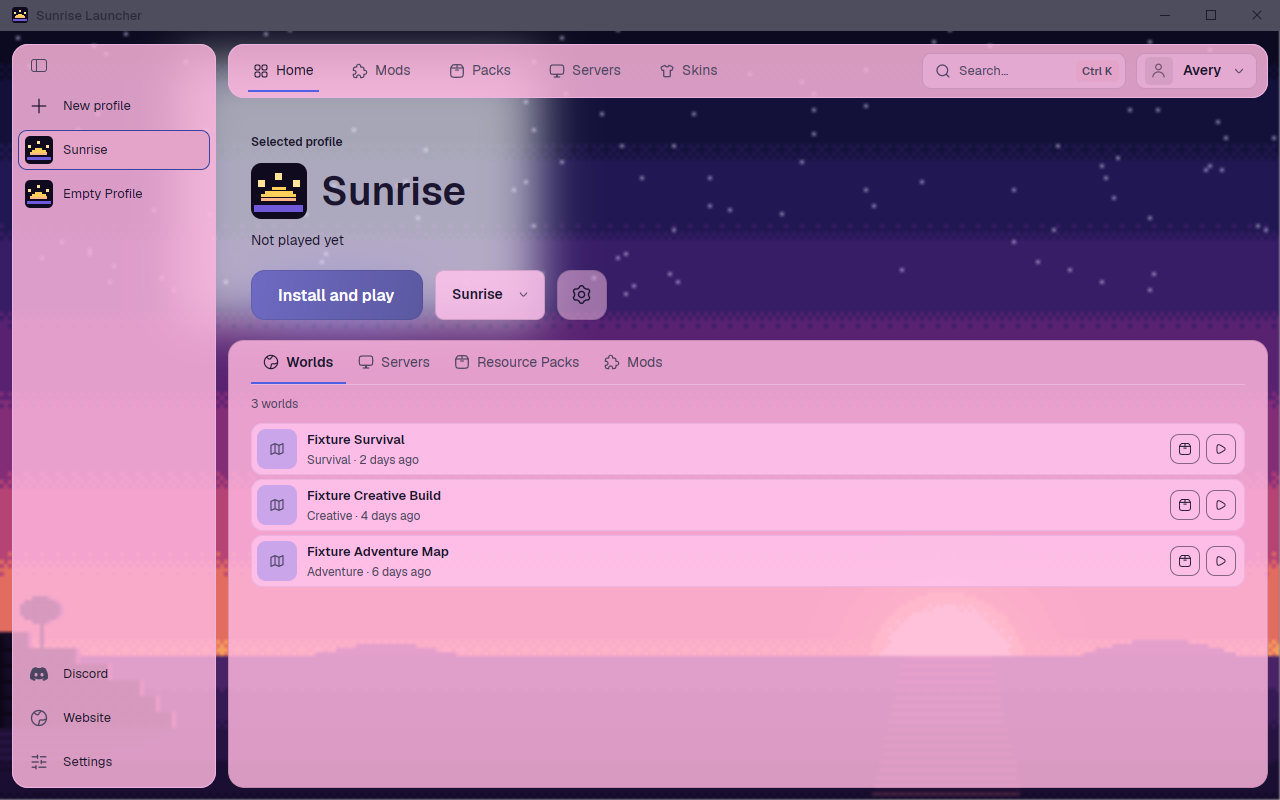 Sunrise Launcher
New profile
Sunrise
Empty Profile
Discord
Website
Settings
Home
Mods
Packs
Servers
Skins
Search...
Ctrl K
Avery
Selected profile
Sunrise
Not played yet
Install and play
Sunrise
Worlds
Servers
Resource Packs
Mods
3 worlds
Fixture Survival
Survival · 2 days ago
Fixture Creative Build
Creative · 4 days ago
Fixture Adventure Map
Adventure · 6 days ago